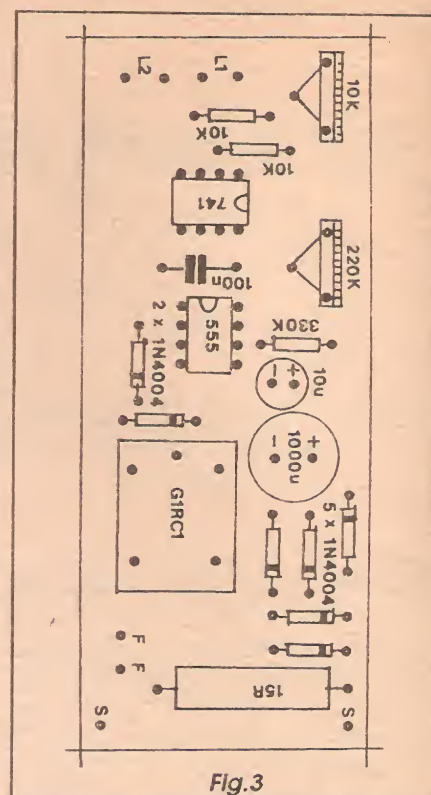 L2
L1
10K
10K
10K
741
220K
100n
555
330K
2 x 1N4004
+
-
10u
+
-
1000u
G1RC1
5 x 1N4004
F
F
15R
S
S
Fig.3